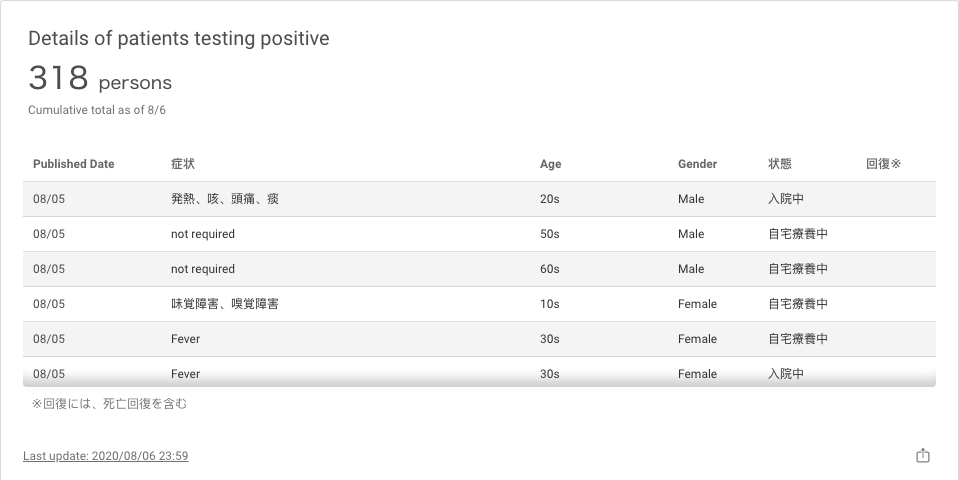 Details of patients testing positive
318 persons
Cumulative total as of 8/6
Published Date 症状 Age Gender 状態 回復※
08/05 発熱、咳、頭痛、痰 20s Male 入院中
08/05 not required 50s Male 自宅療養中
08/05 not required 60s Male 自宅療養中
08/05 味覚障害、嗅覚障害 10s Female 自宅療養中
08/05 Fever 30s Female 自宅療養中
08/05 Fever 30s Female 入院中
※回復には、死亡回復を含む
Last update: 2020/08/06 23:59